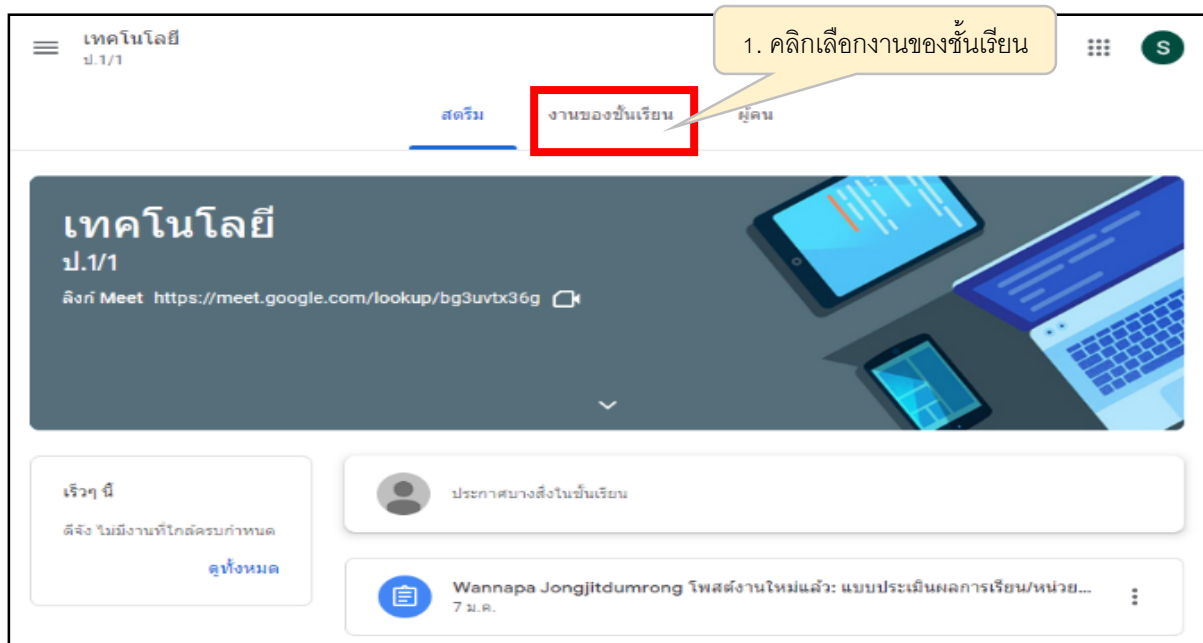 เทคโนโลยี
ป.1/1
1. คลิกเลือกงานของชั้นเรียน
S
สตรีม
งานของชั้นเรียน
ผู้คน
เทคโนโลยี
ป.1/1
ลิงก์ Meet https://meet.google.com/lookup/bg3uvtx36g
เร็วๆ นี้
ดีจัง ไม่มีงานที่ใกล้ครบกำหนด
ดูทั้งหมด
ประกาศบางสิ่งในชั้นเรียน
Wannapa Jongjitdumrong โพสต์งานใหม่แล้ว: แบบประเมินผลการเรียน/หน่วย...
7 ม.ค.